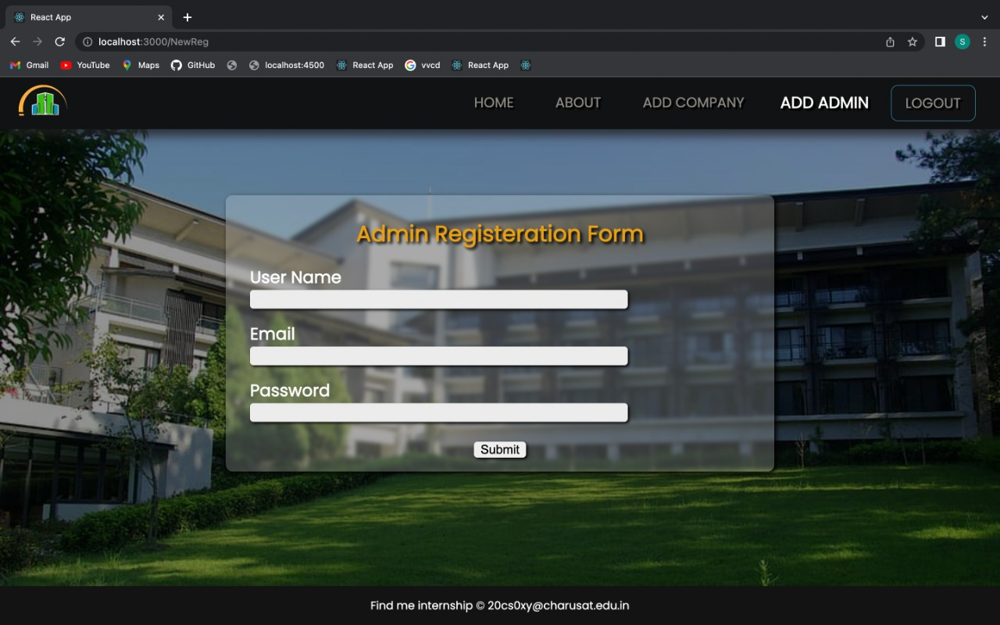 React App
localhost:3000/NewReg
S
Gmail YouTube Maps GitHub localhost:4500 React App vvcd React App
HOME ABOUT ADD COMPANY ADD ADMIN LOGOUT
Admin Registeration Form
User Name
Email
Password
Submit
Find me internship © 20cs0xy@charusat.edu.in